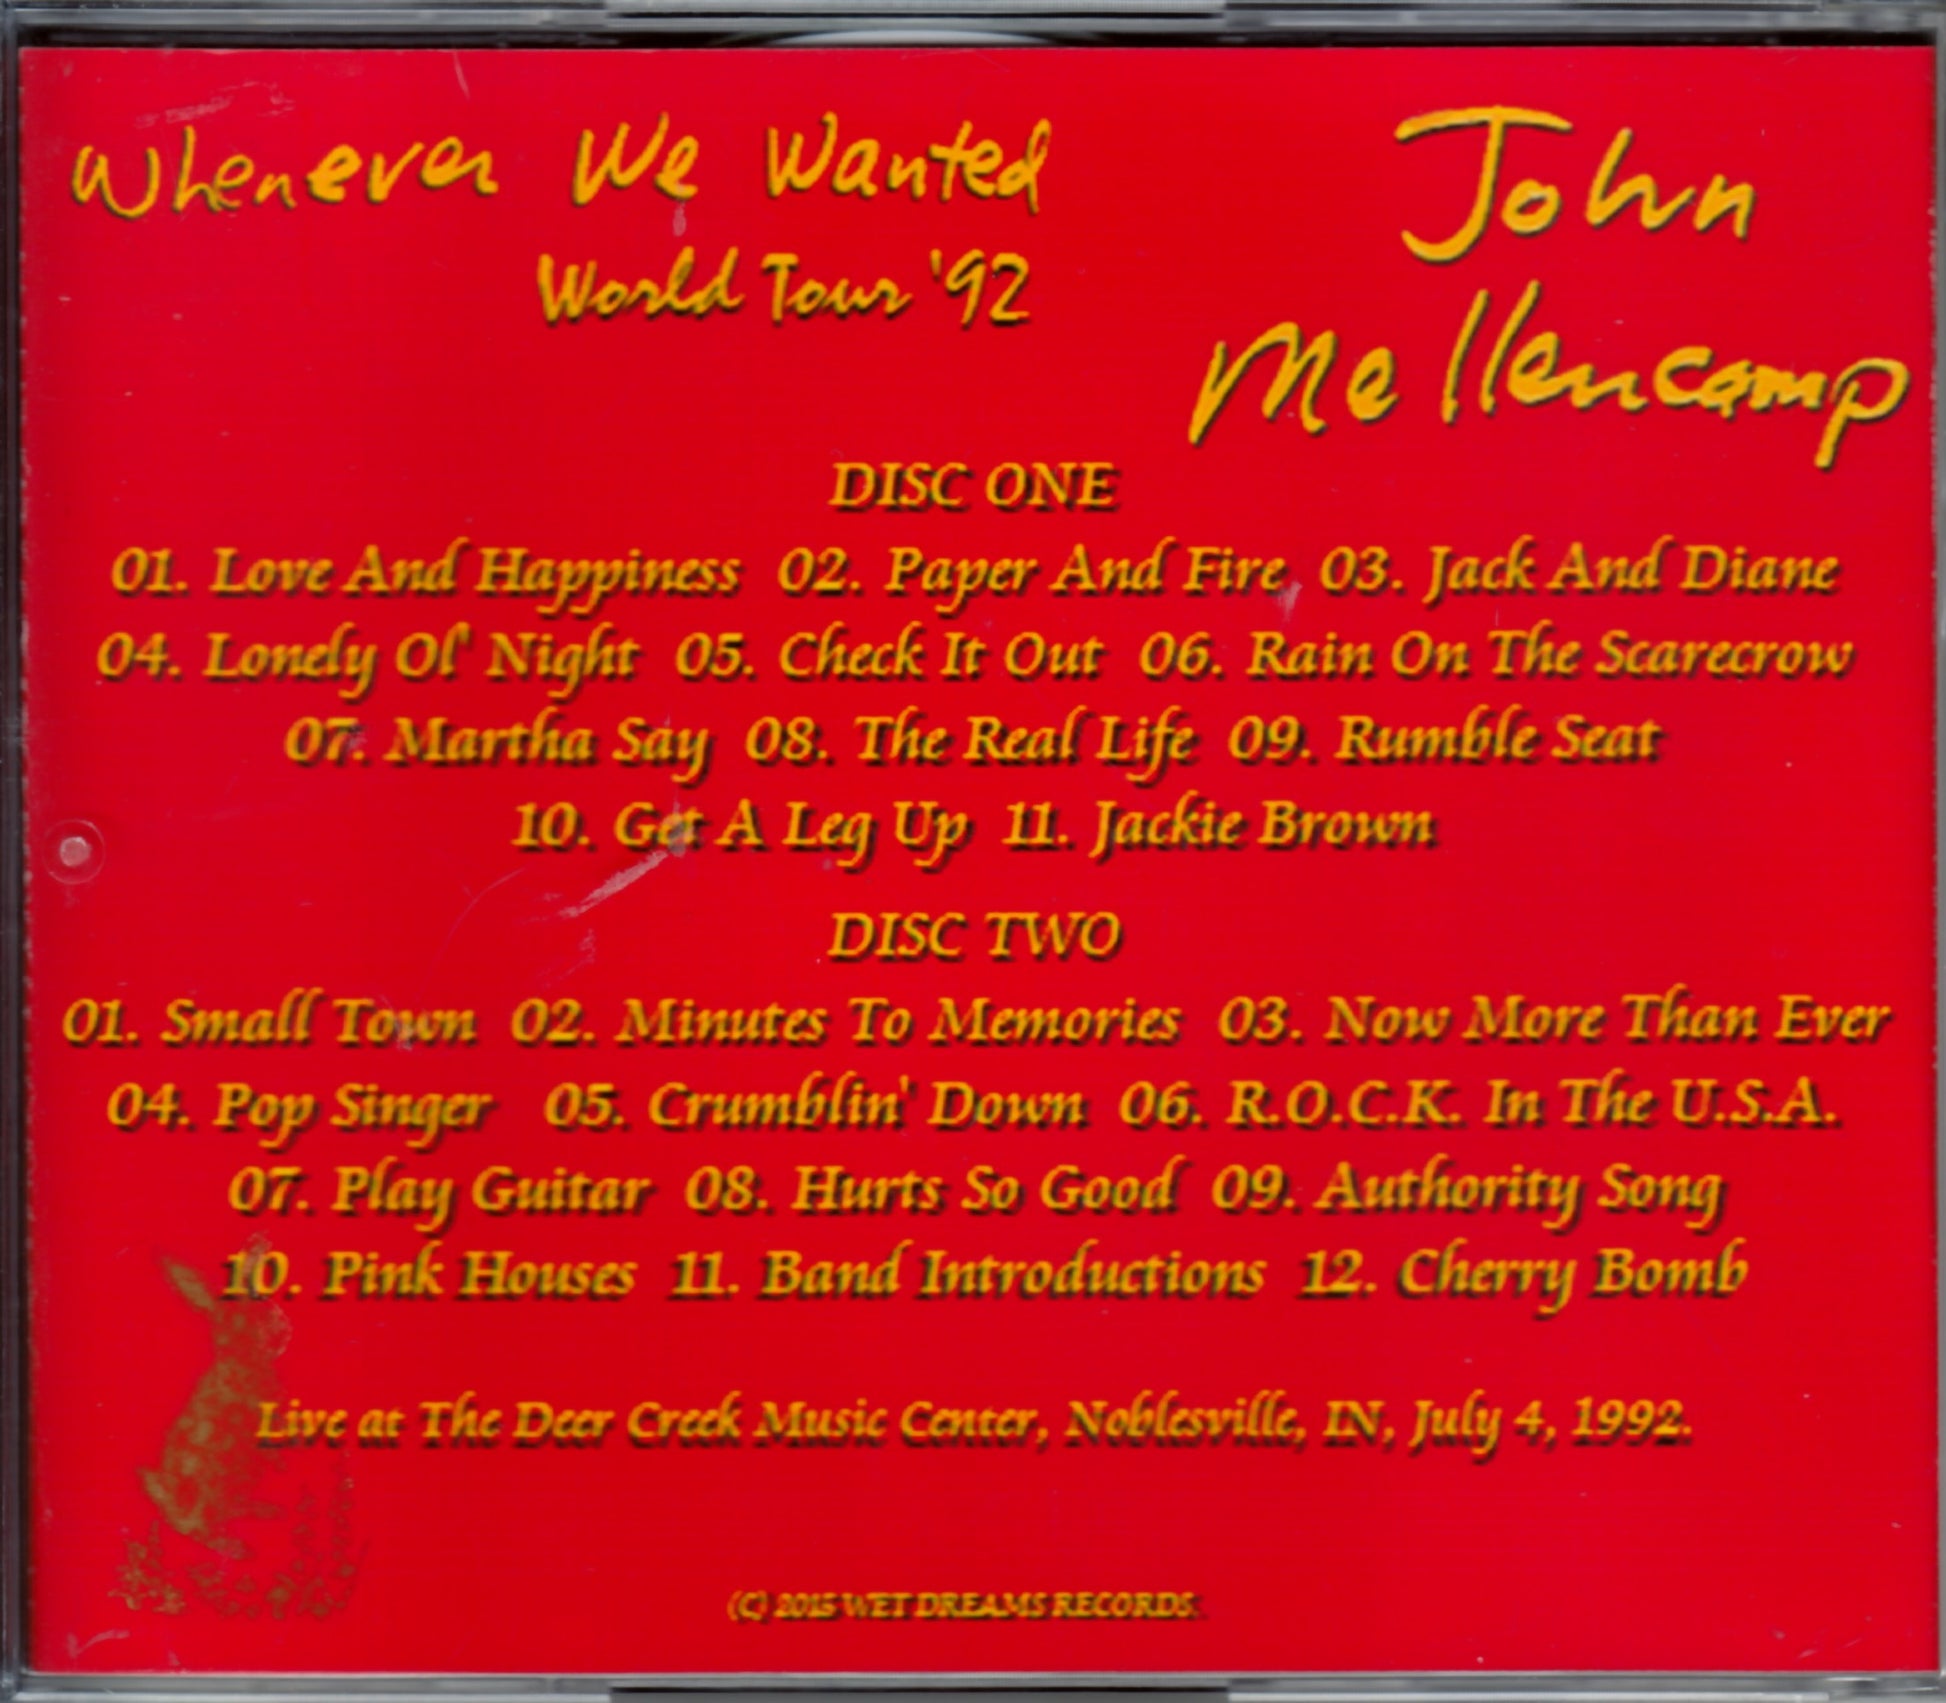 Whenever We Wanted
World Tour '92
John
Mellencamp
DISC ONE
01. Love And Happiness 02. Paper And Fire 03. Jack And Diane
04. Lonely Ol' Night 05. Check It Out 06. Rain On The Scarecrow
07. Martha Say 08. The Real Life 09. Rumble Seat
10. Get A Leg Up 11. Jackie Brown
DISC TWO
01. Small Town 02. Minutes To Memories 03. Now More Than Ever
04. Pop Singer 05. Crumblin' Down 06. R.O.C.K. In The U.S.A.
07. Play Guitar 08. Hurts So Good 09. Authority Song
10. Pink Houses 11. Band Introductions 12. Cherry Bomb
Live at The Deer Creek Music Center, Noblesville, IN, July 4, 1992.
(C) 2015 WET DREAMS RECORDS.